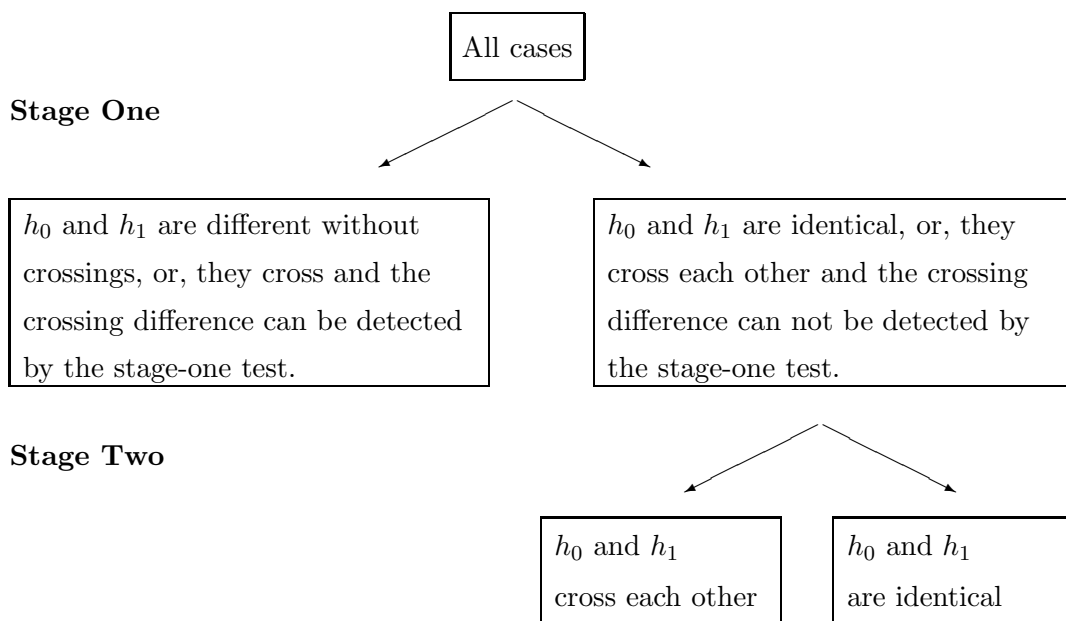 All cases
Stage One
h₀ and h₁ are different without
crossings, or, they cross and the
crossing difference can be detected
by the stage-one test.
h₀ and h₁ are identical, or, they
cross each other and the crossing
difference can not be detected by
the stage-one test.
Stage Two
h₀ and h₁
cross each other
h₀ and h₁
are identical